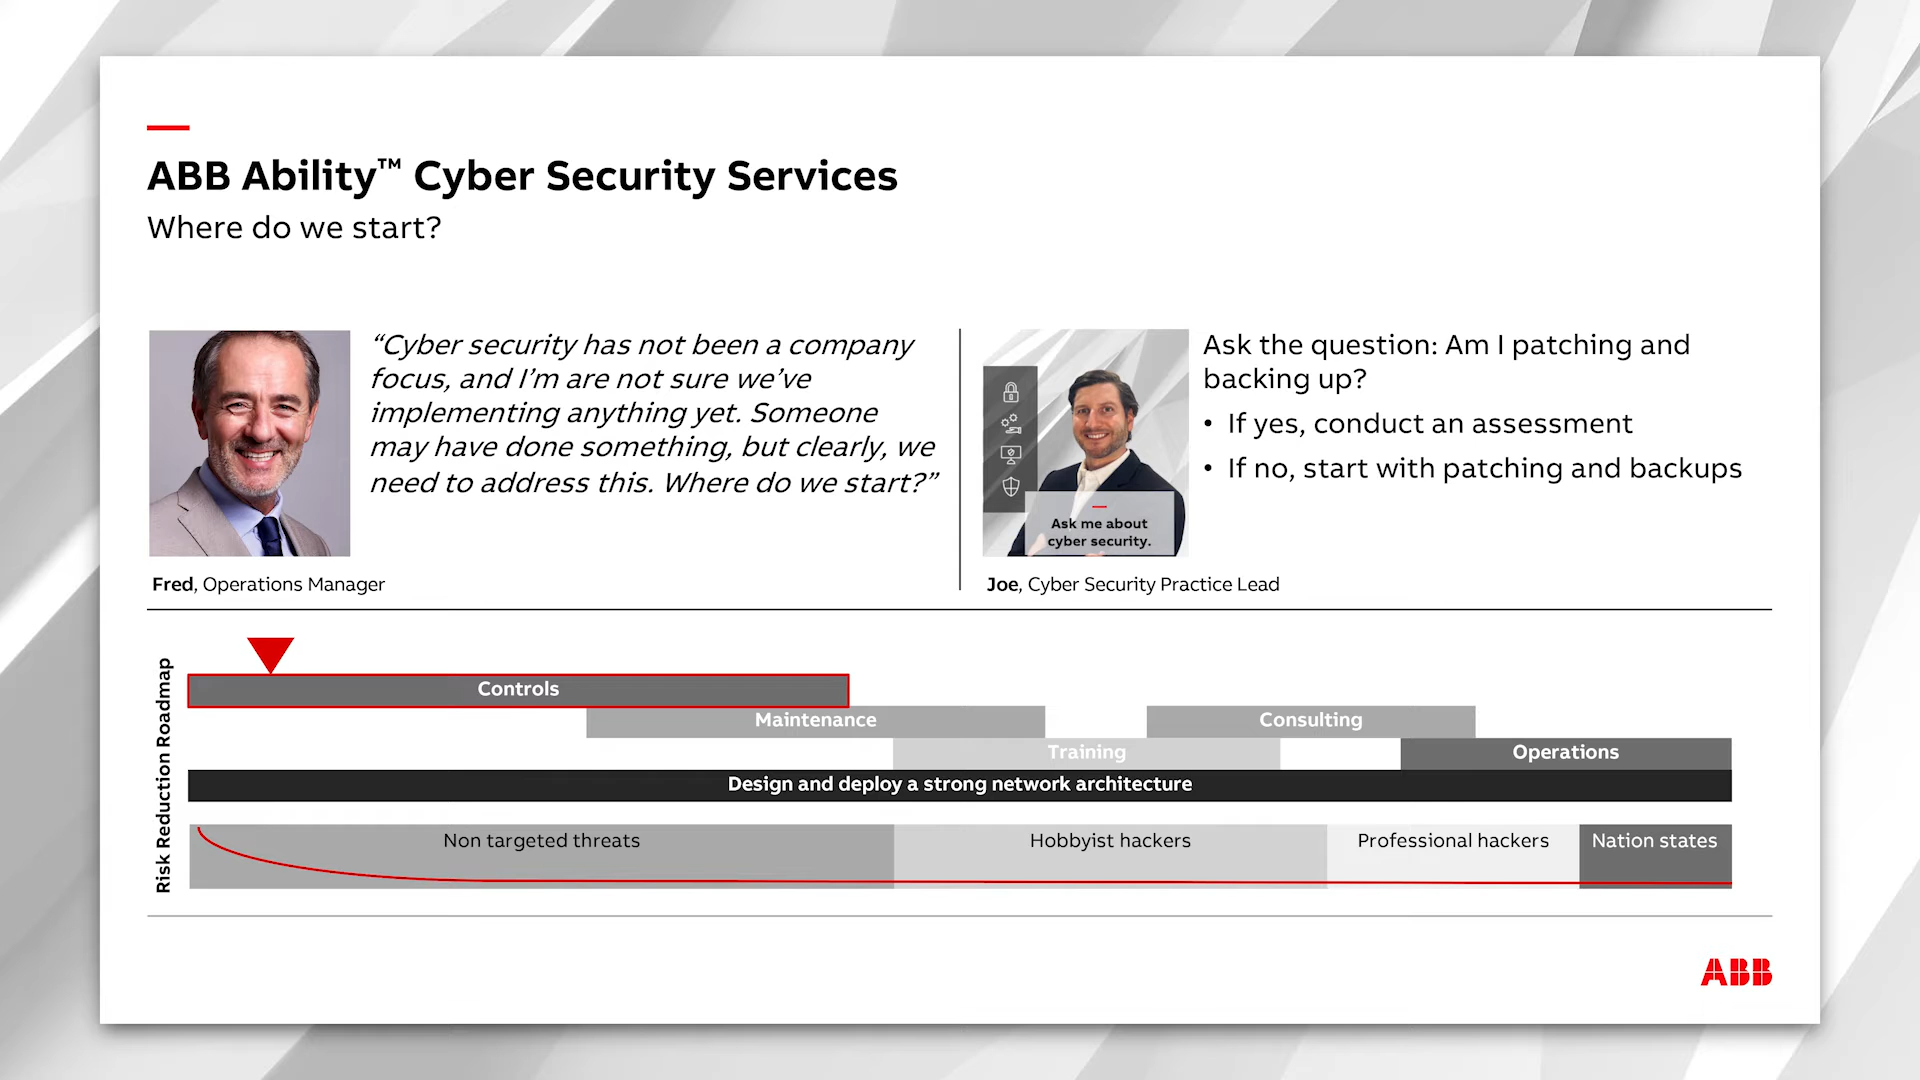 ABB Ability™ Cyber Security Services
Where do we start?
“Cyber security has not been a company
focus, and I’m are not sure we’ve
implementing anything yet. Someone
may have done something, but clearly, we
need to address this. Where do we start?”
Fred, Operations Manager
Ask me about
cyber security.
Joe, Cyber Security Practice Lead
Ask the question: Am I patching and
backing up?
• If yes, conduct an assessment
• If no, start with patching and backups
Risk Reduction Roadmap
Controls
Maintenance
Consulting
Training
Operations
Design and deploy a strong network architecture
Non targeted threats
Hobbyist hackers
Professional hackers
Nation states
ABB